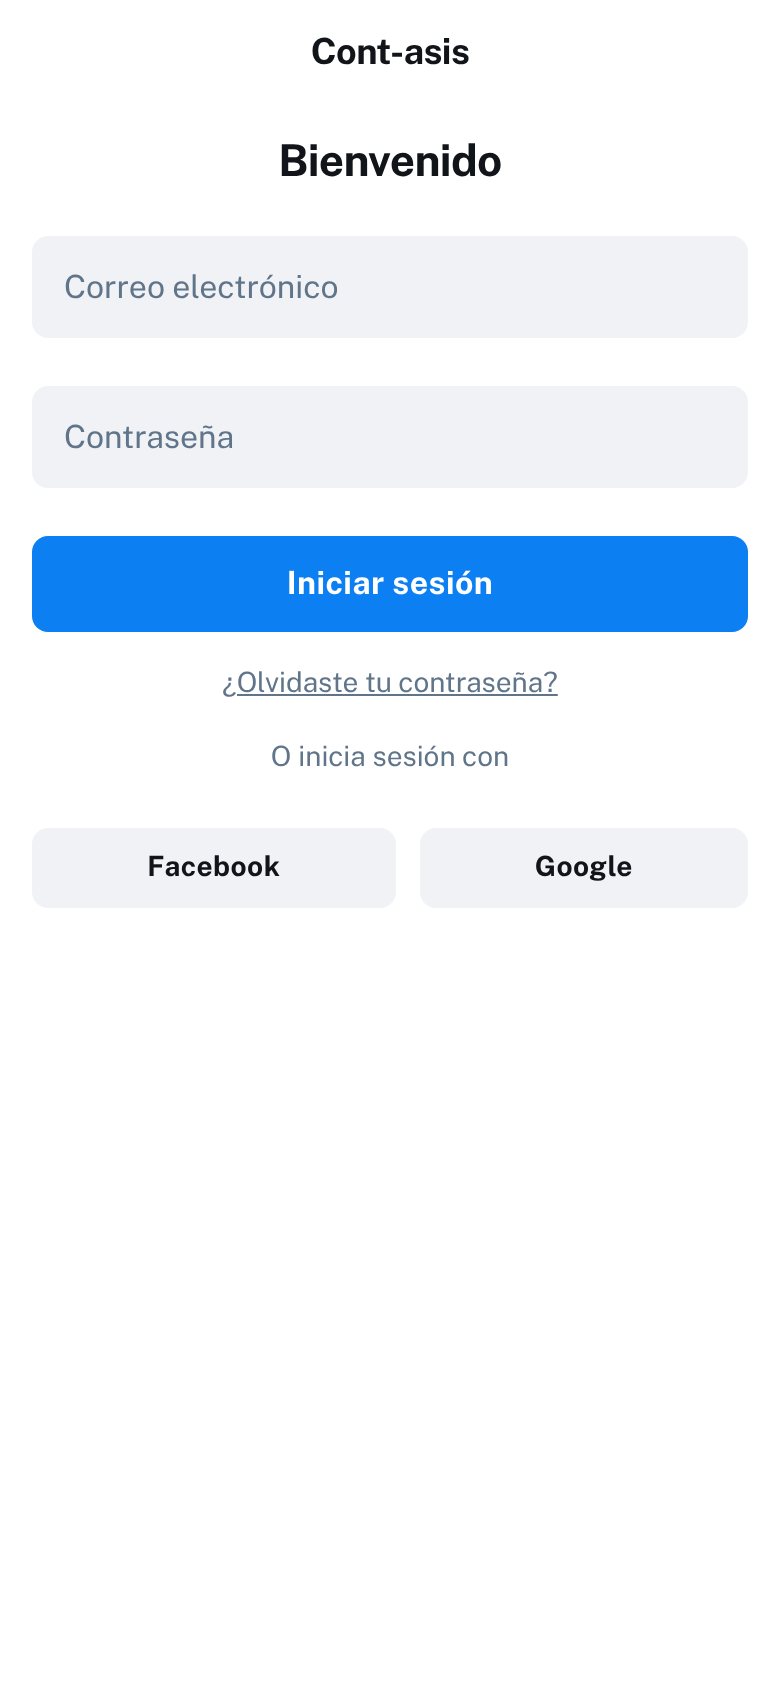 Cont-asis
Bienvenido
Correo electrónico
Contraseña
Iniciar sesión
¿Olvidaste tu contraseña?
O inicia sesión con
Facebook
Google